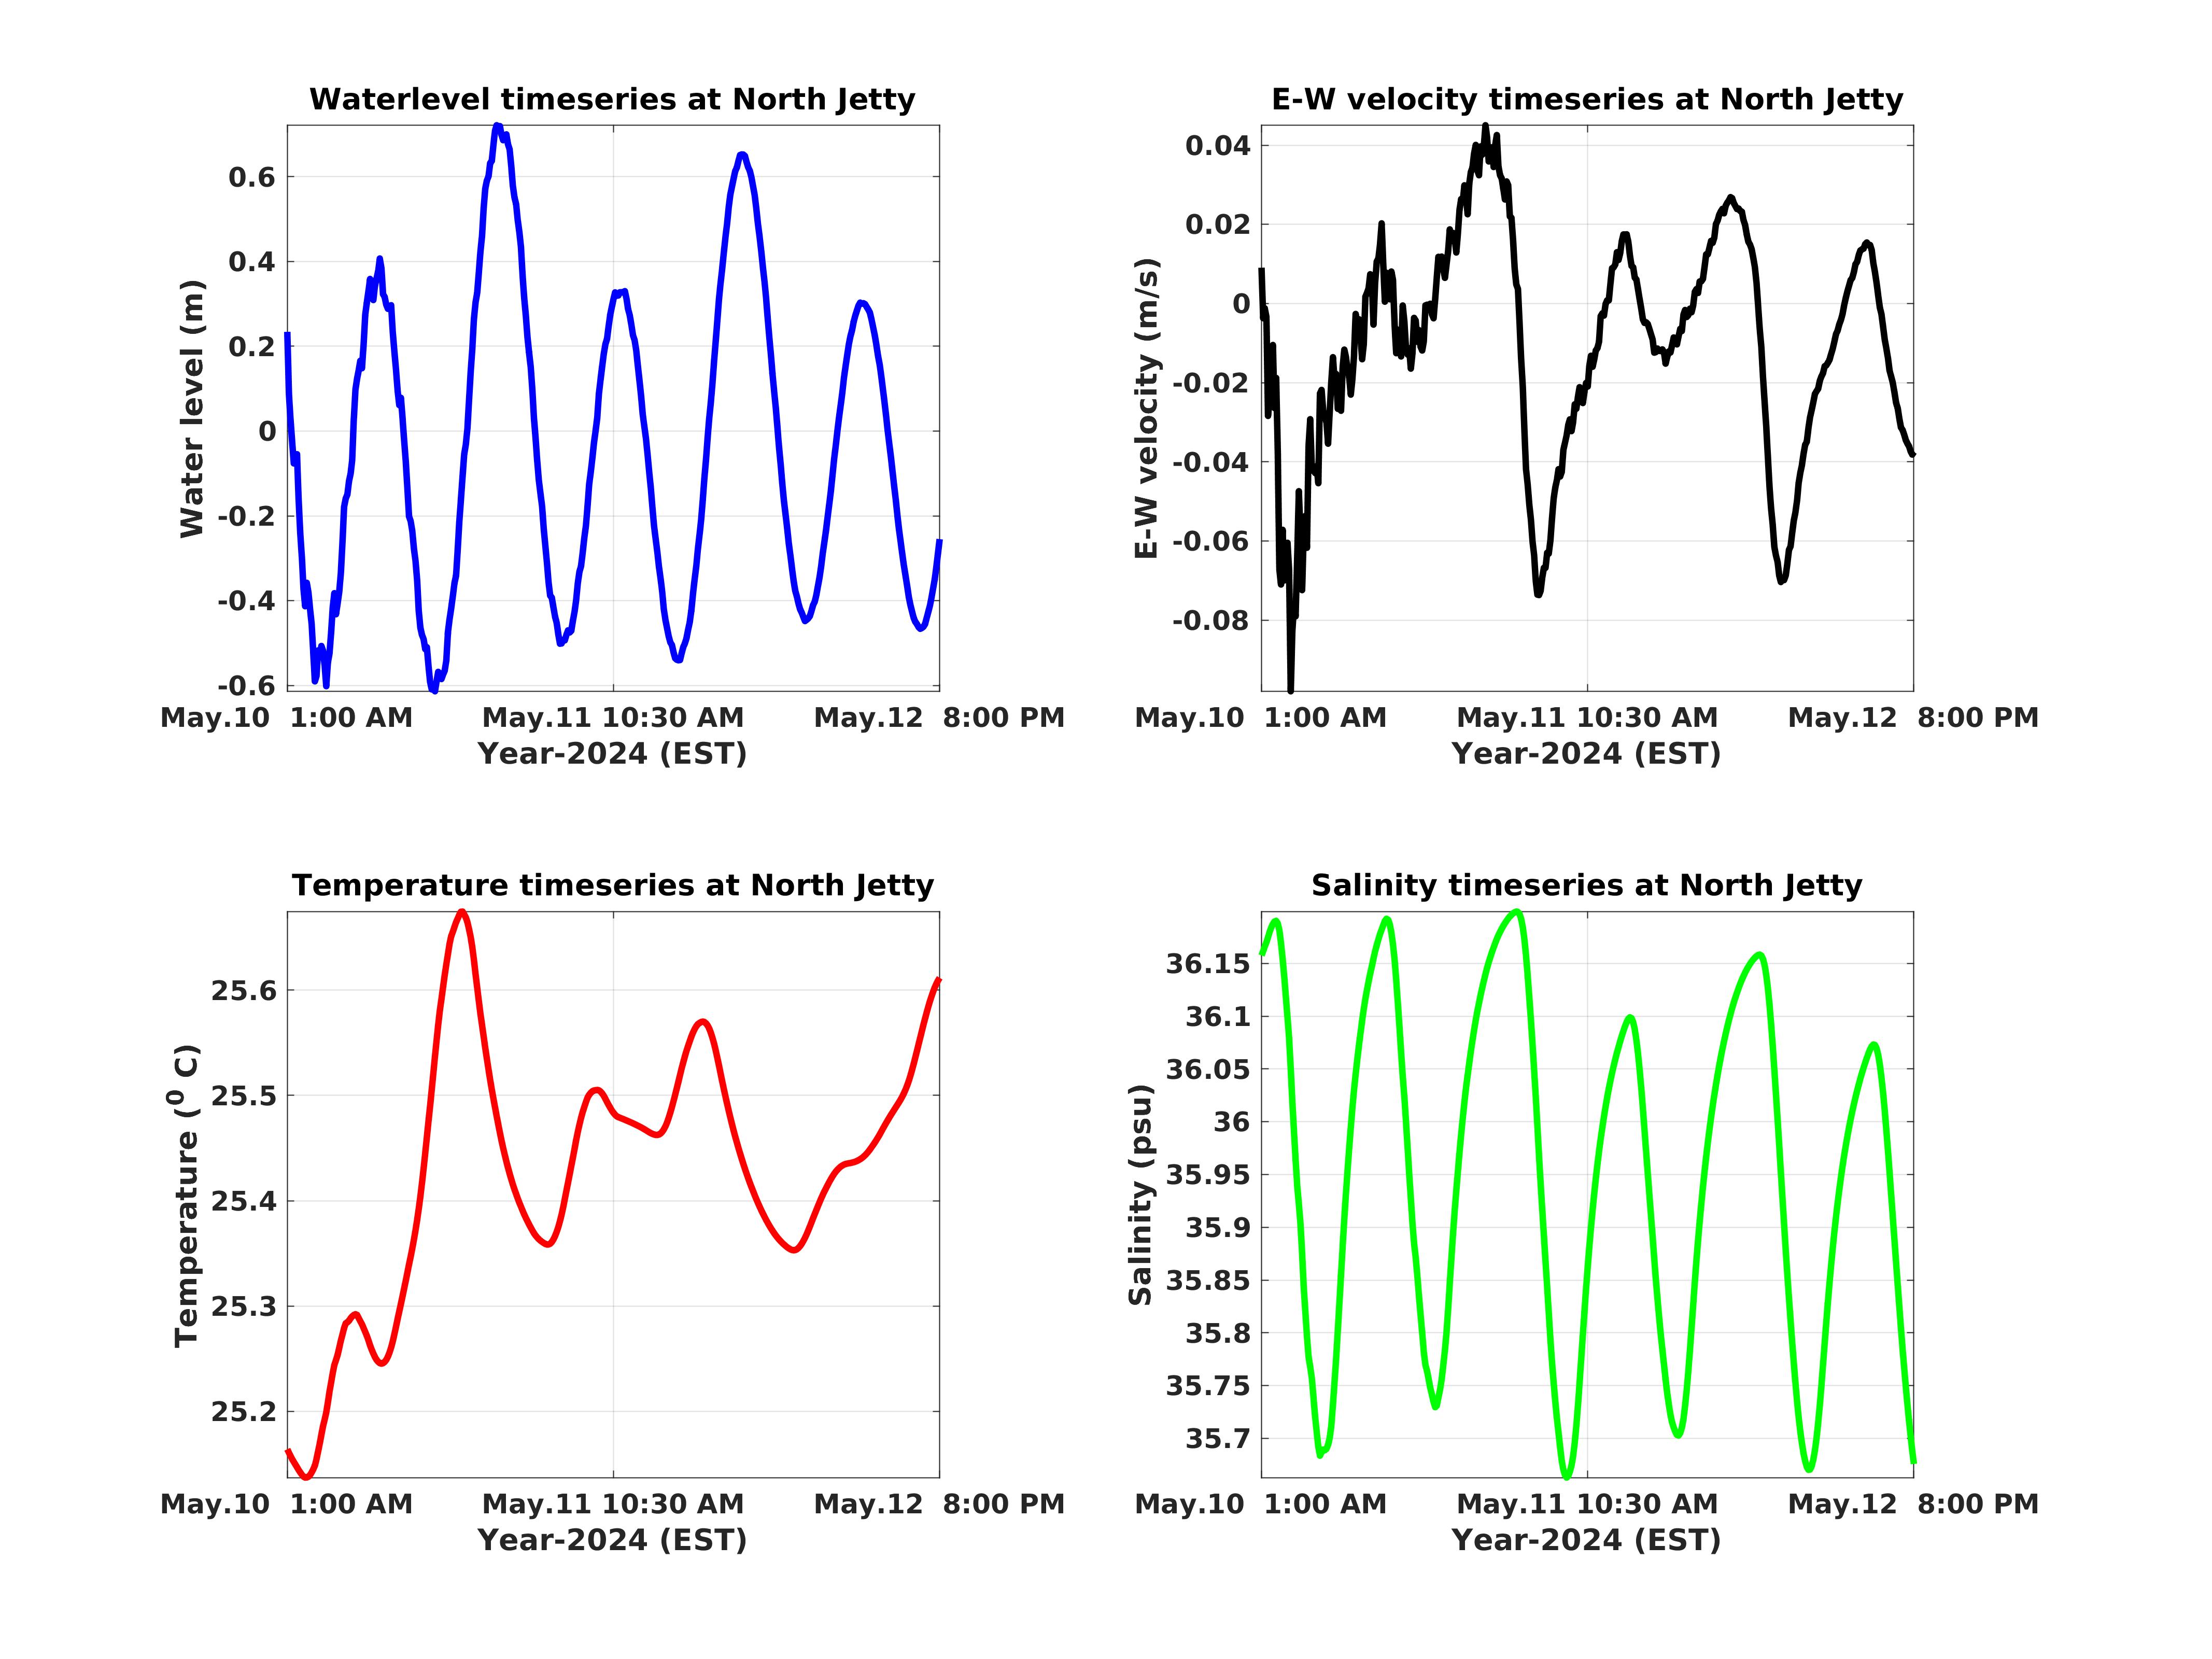 Waterlevel timeseries at North Jetty
Water level (m)
0.6
0.4
0.2
0
-0.2
-0.4
-0.6
May.10 1:00 AM May.11 10:30 AM May.12 8:00 PM
Year-2024 (EST)
E-W velocity timeseries at North Jetty
E-W velocity (m/s)
0.04
0.02
0
-0.02
-0.04
-0.06
-0.08
May.10 1:00 AM May.11 10:30 AM May.12 8:00 PM
Year-2024 (EST)
Temperature timeseries at North Jetty
Temperature (⁰ C)
25.6
25.5
25.4
25.3
25.2
May.10 1:00 AM May.11 10:30 AM May.12 8:00 PM
Year-2024 (EST)
Salinity timeseries at North Jetty
Salinity (psu)
36.15
36.1
36.05
36
35.95
35.9
35.85
35.8
35.75
35.7
May.10 1:00 AM May.11 10:30 AM May.12 8:00 PM
Year-2024 (EST)